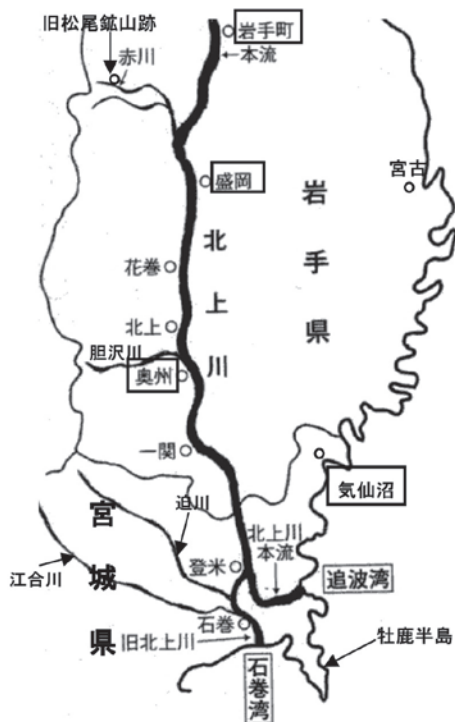 旧松尾鉱山跡
赤川
岩手町
本流
盛岡
宮古
岩手県
北上川
花巻
北上
胆沢川
奥州
一関
気仙沼
迫川
宮城県
北上川
本流
江合川
登米
追波湾
石巻
旧北上川
石巻湾
牡鹿半島